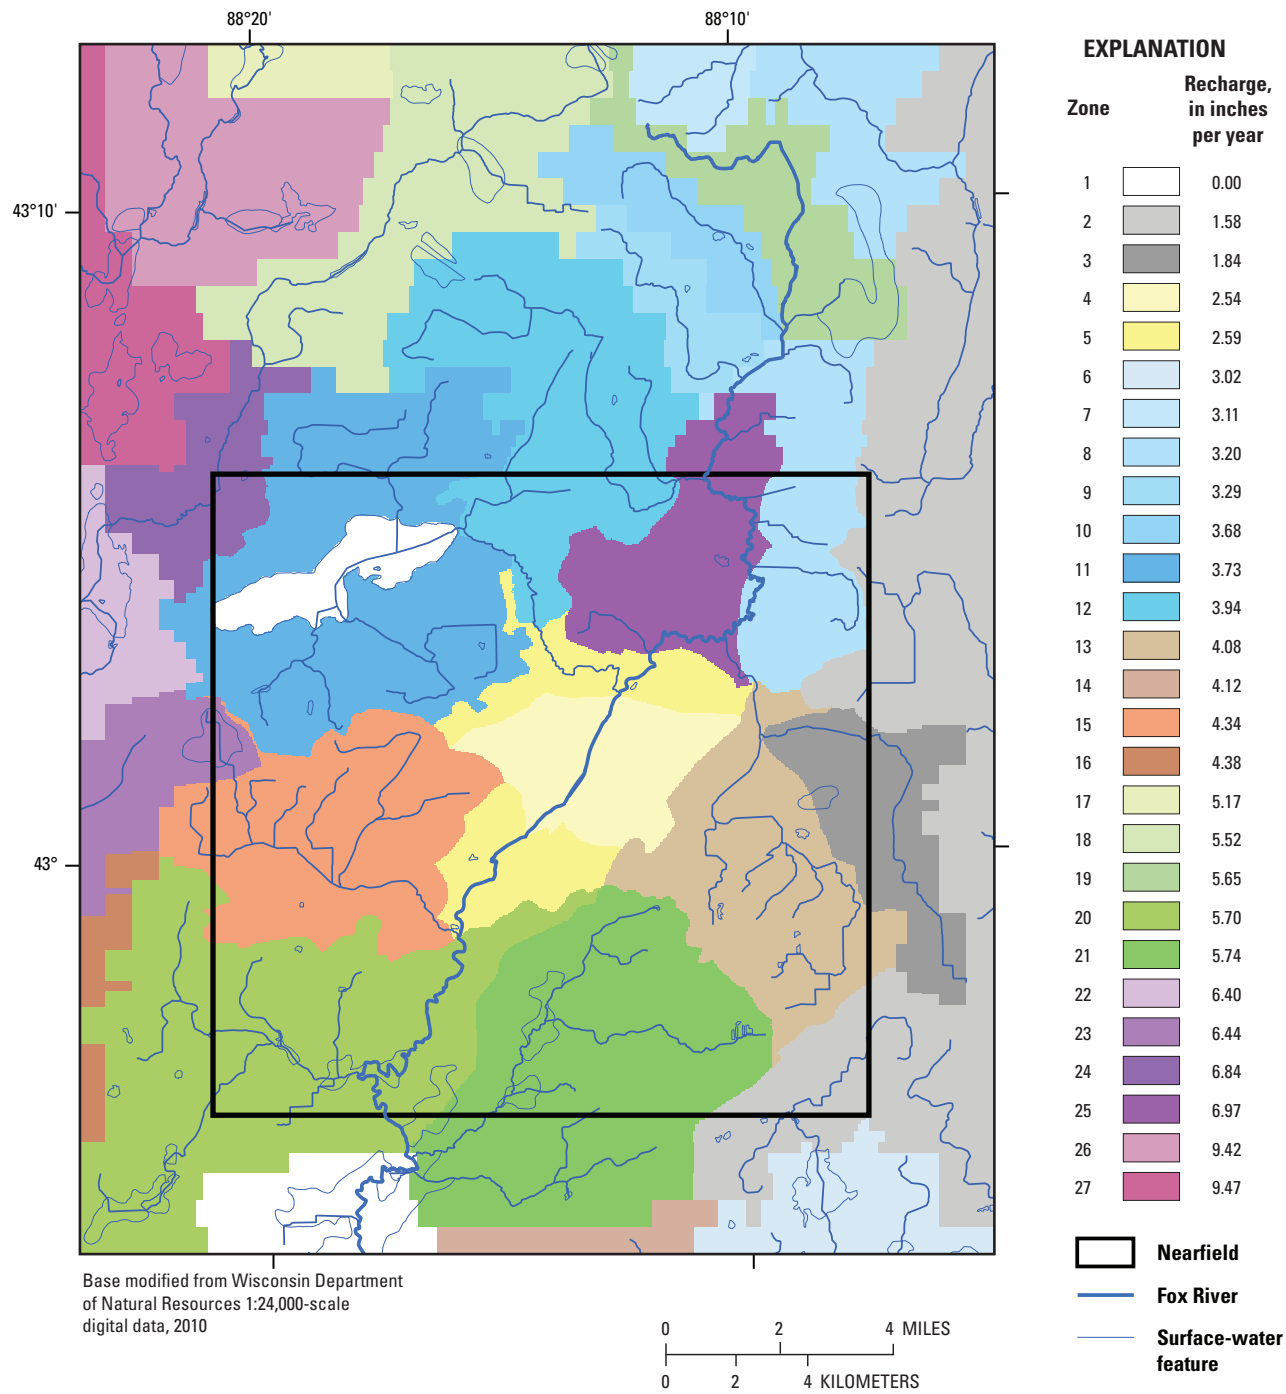 88°20'
88°10'
43°10'
43°
EXPLANATION
Zone
Recharge,
in inches
per year
1 0.00
2 1.58
3 1.84
4 2.54
5 2.59
6 3.02
7 3.11
8 3.20
9 3.29
10 3.68
11 3.73
12 3.94
13 4.08
14 4.12
15 4.34
16 4.38
17 5.17
18 5.52
19 5.65
20 5.70
21 5.74
22 6.40
23 6.44
24 6.84
25 6.97
26 9.42
27 9.47
Nearfield
Fox River
Surface-water
feature
Base modified from Wisconsin Department
of Natural Resources 1:24,000-scale
digital data, 2010
0 2 4 MILES
0 2 4 KILOMETERS